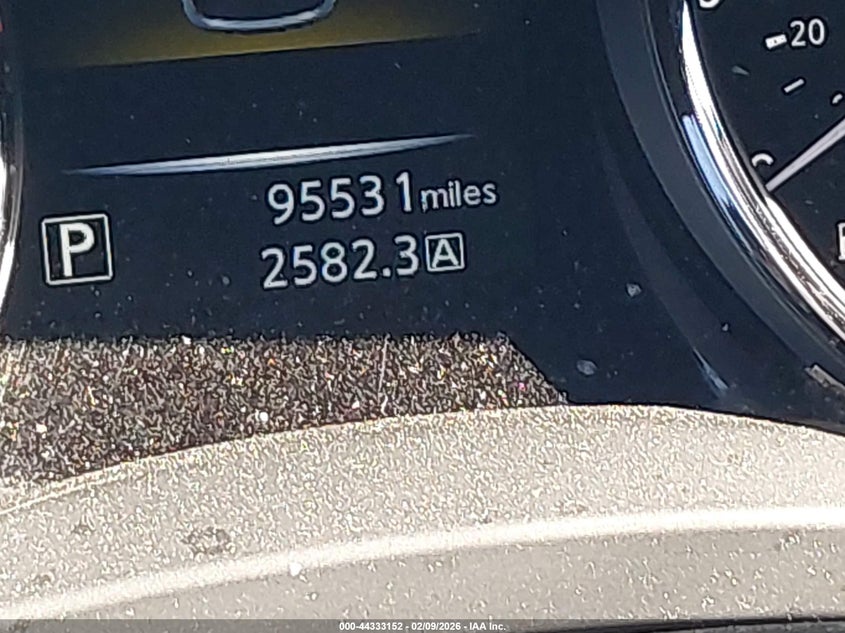 20
95531 miles
P
2582.3 A
000-44333152 - 02/09/2026 - IAA Inc.